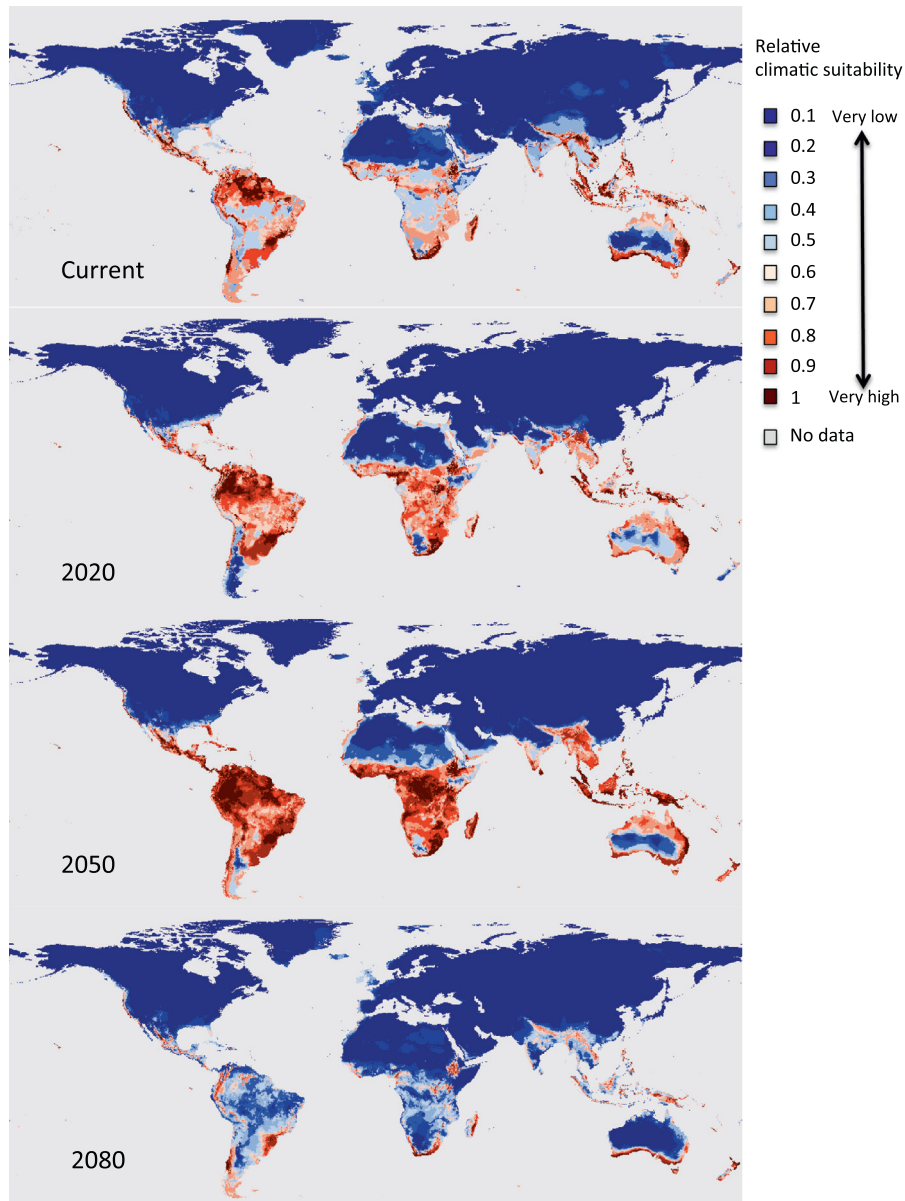 Relative
climatic suitability
0.1 Very low
0.2
0.3
0.4
0.5
0.6
0.7
0.8
0.9
1 Very high
No data
Current
2020
2050
2080